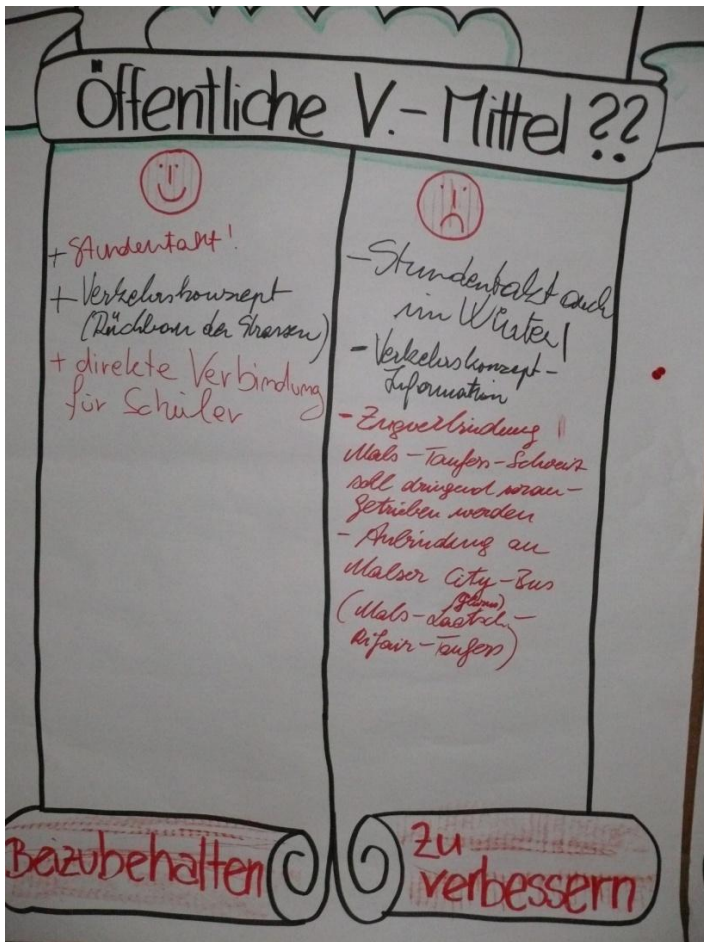 Öffentliche V.-Mittel ??
+ Stundentakt!
+ Verkehrskonzept
(Rückbau der Strassen)
+ direkte Verbindung
für Schüler
- Stundentakt auch
im Winter!
- Verkehrskonzept-
Information
- Zugverbindung!
Mals-Taufers-Schweiz
soll dringend voran-
getrieben werden
- Anbindung an
Malser City-Bus
(Mals-Laatsch-
(Glurns)
Rifair-Taufers)
Beizubehalten
Zu
verbessern